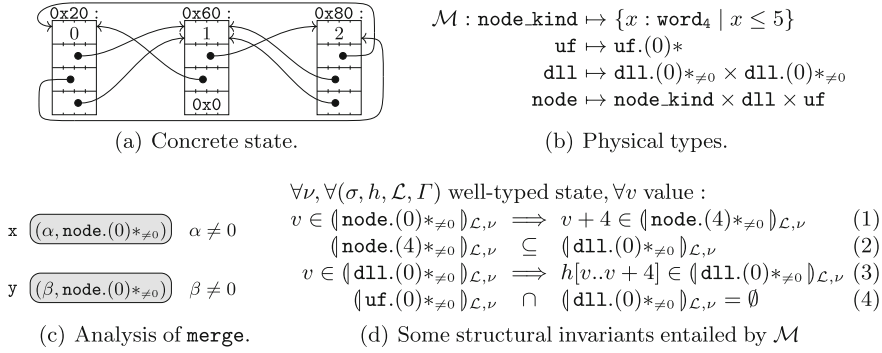 0x20 : 0x60 : 0x80 :
0 1 2
0x0
(a) Concrete state.
ℳ : node_kind ↦ {x : word₄ | x ≤ 5}
uf ↦ uf.(0)∗
dll ↦ dll.(0)∗≠0 × dll.(0)∗≠0
node ↦ node_kind × dll × uf
(b) Physical types.
x (α, node.(0)∗≠0) α ≠ 0
y (β, node.(0)∗≠0) β ≠ 0
(c) Analysis of merge.
∀ν, ∀(σ, h, ℒ, Γ) well-typed state, ∀v value :
v ∈ ⦇node.(0)∗≠0⦈ℒ,ν ⟹ v + 4 ∈ ⦇node.(4)∗≠0⦈ℒ,ν (1)
⦇node.(4)∗≠0⦈ℒ,ν ⊆ ⦇dll.(0)∗≠0⦈ℒ,ν (2)
v ∈ ⦇dll.(0)∗≠0⦈ℒ,ν ⟹ h[v..v + 4] ∈ ⦇dll.(0)∗≠0⦈ℒ,ν (3)
⦇uf.(0)∗≠0⦈ℒ,ν ∩ ⦇dll.(0)∗≠0⦈ℒ,ν = ∅ (4)
(d) Some structural invariants entailed by ℳ